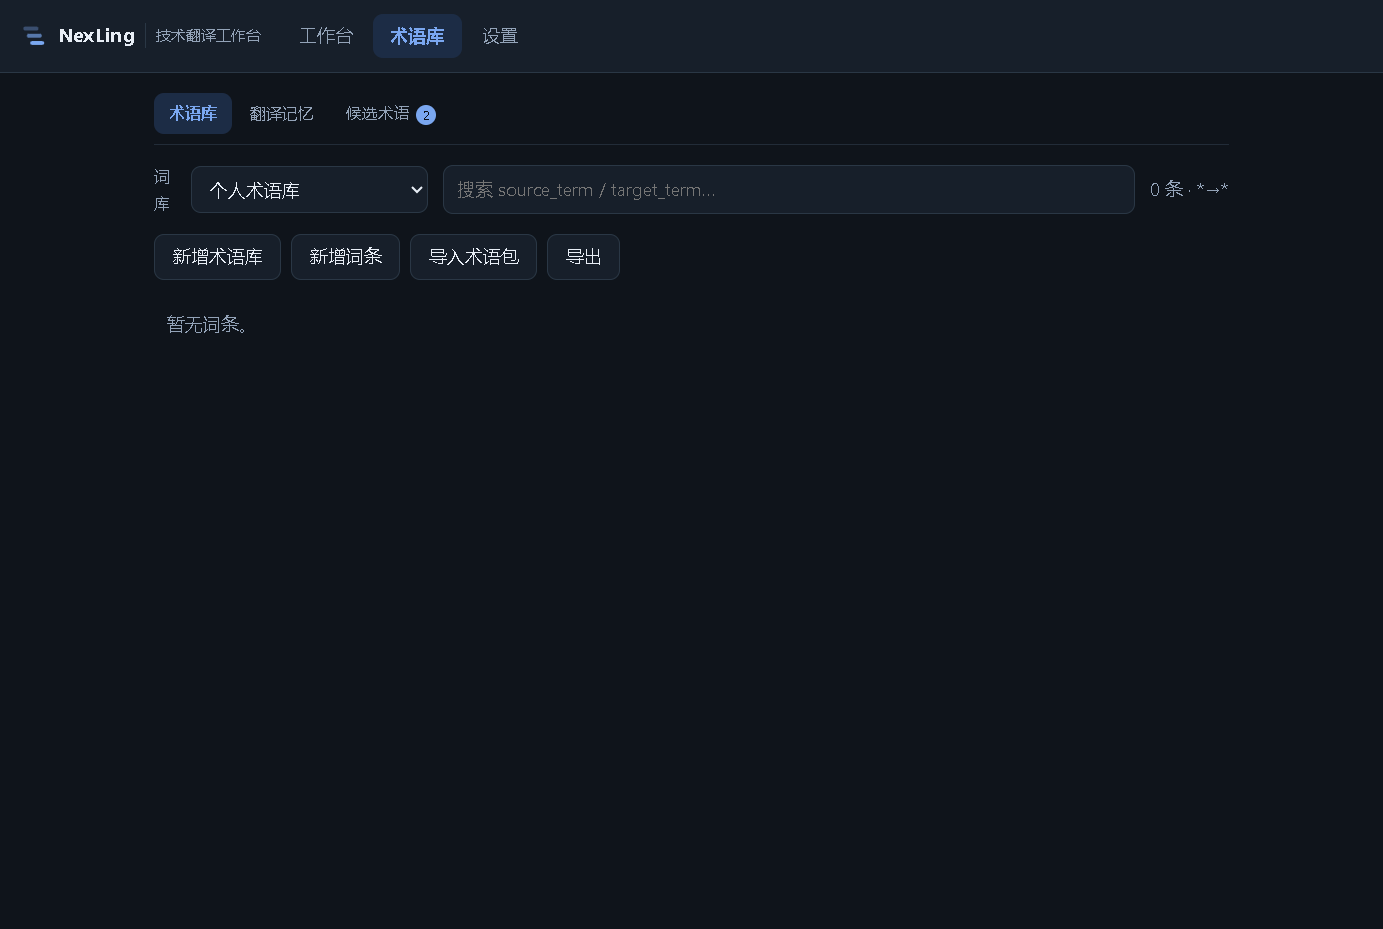 NexLing 技术翻译工作台 工作台 术语库 设置
术语库 翻译记忆 候选术语 2
词库 个人术语库 搜索 source_term / target_term... 0 条 · *→*
新增术语库 新增词条 导入术语包 导出
暂无词条。